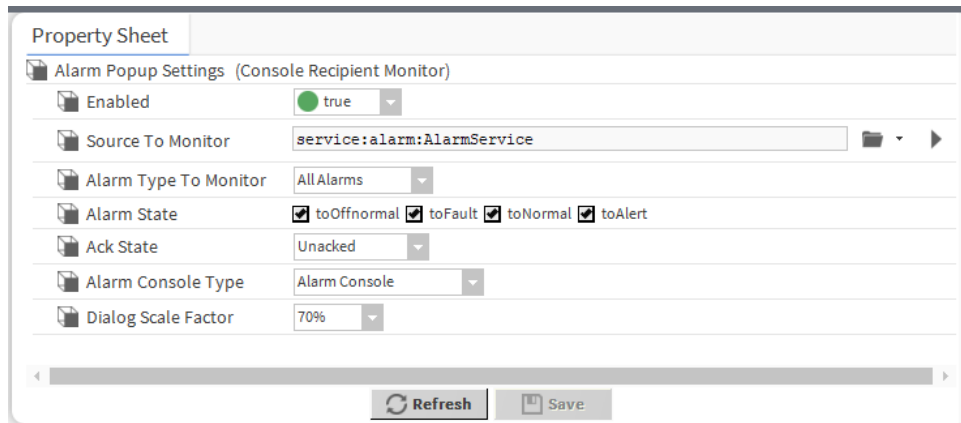 Property Sheet
Alarm Popup Settings (Console Recipient Monitor)
Enabled true
Source To Monitor service:alarm:AlarmService
Alarm Type To Monitor All Alarms
Alarm State toOffnormal toFault toNormal toAlert
Ack State Unacked
Alarm Console Type Alarm Console
Dialog Scale Factor 70%
Refresh Save